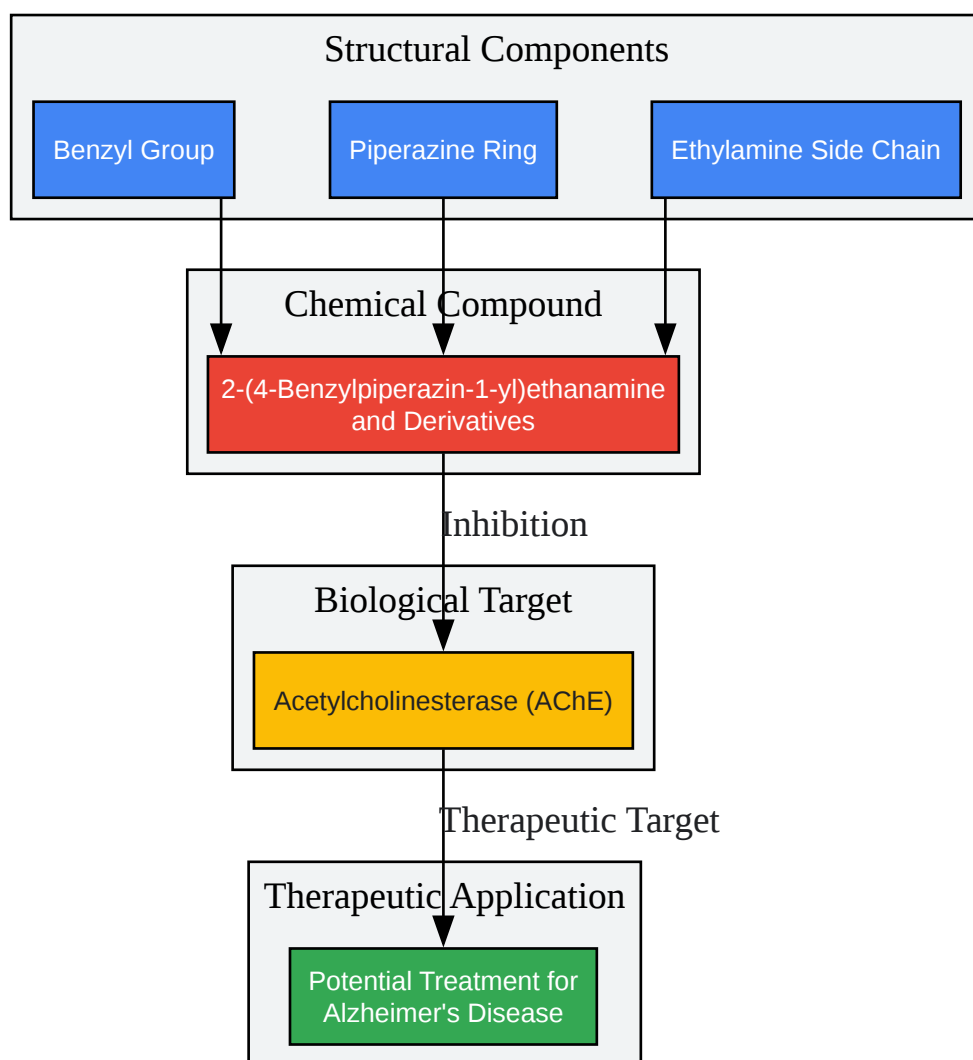 Structural Components
Benzyl Group
Piperazine Ring
Ethylamine Side Chain
Chemical Compound
2-(4-Benzylpiperazin-1-yl)ethanamine
and Derivatives
Inhibition
Biological Target
Acetylcholinesterase (AChE)
Therapeutic Target
Therapeutic Application
Potential Treatment for
Alzheimer's Disease